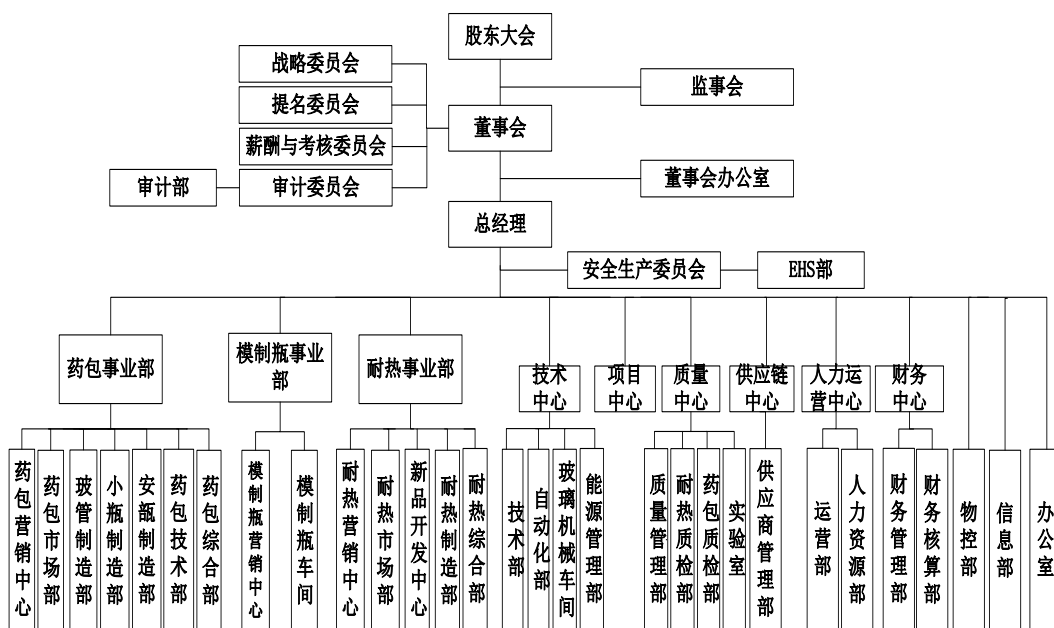 股东大会
战略委员会
监事会
提名委员会
董事会
薪酬与考核委员会
审计部
审计委员会
董事会办公室
总经理
安全生产委员会
EHS部
药包事业部
模制瓶事业
部
耐热事业部
技术
中心
项目
中心
质量
中心
供应链
中心
人力运
营中心
财务
中心
药包营销中心
药包市场部
玻管制造部
小瓶制造部
安瓿制造部
药包技术部
药包综合部
模制瓶营销中心
模制瓶车间
耐热营销中心
耐热市场部
新品开发中心
耐热制造部
耐热综合部
技术部
自动化部
玻璃机械车间
能源管理部
质量管理部
耐热质检部
药包质检部
实验室
供应商管理部
运营部
人力资源部
财务管理部
财务核算部
物控部
信息部
办公室